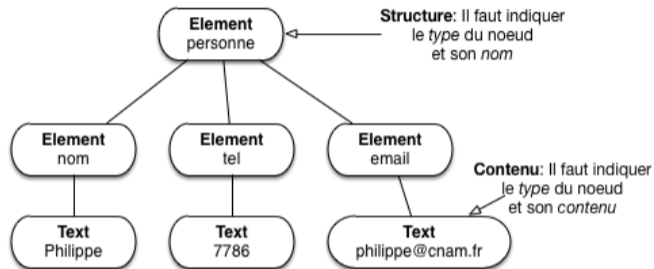 Element
personne
Structure: Il faut indiquer
le type du noeud
et son nom
Element
nom
Element
tel
Element
email
Contenu: Il faut indiquer
le type du noeud
et son contenu
Text
Philippe
Text
7786
Text
philippe@cnam.fr